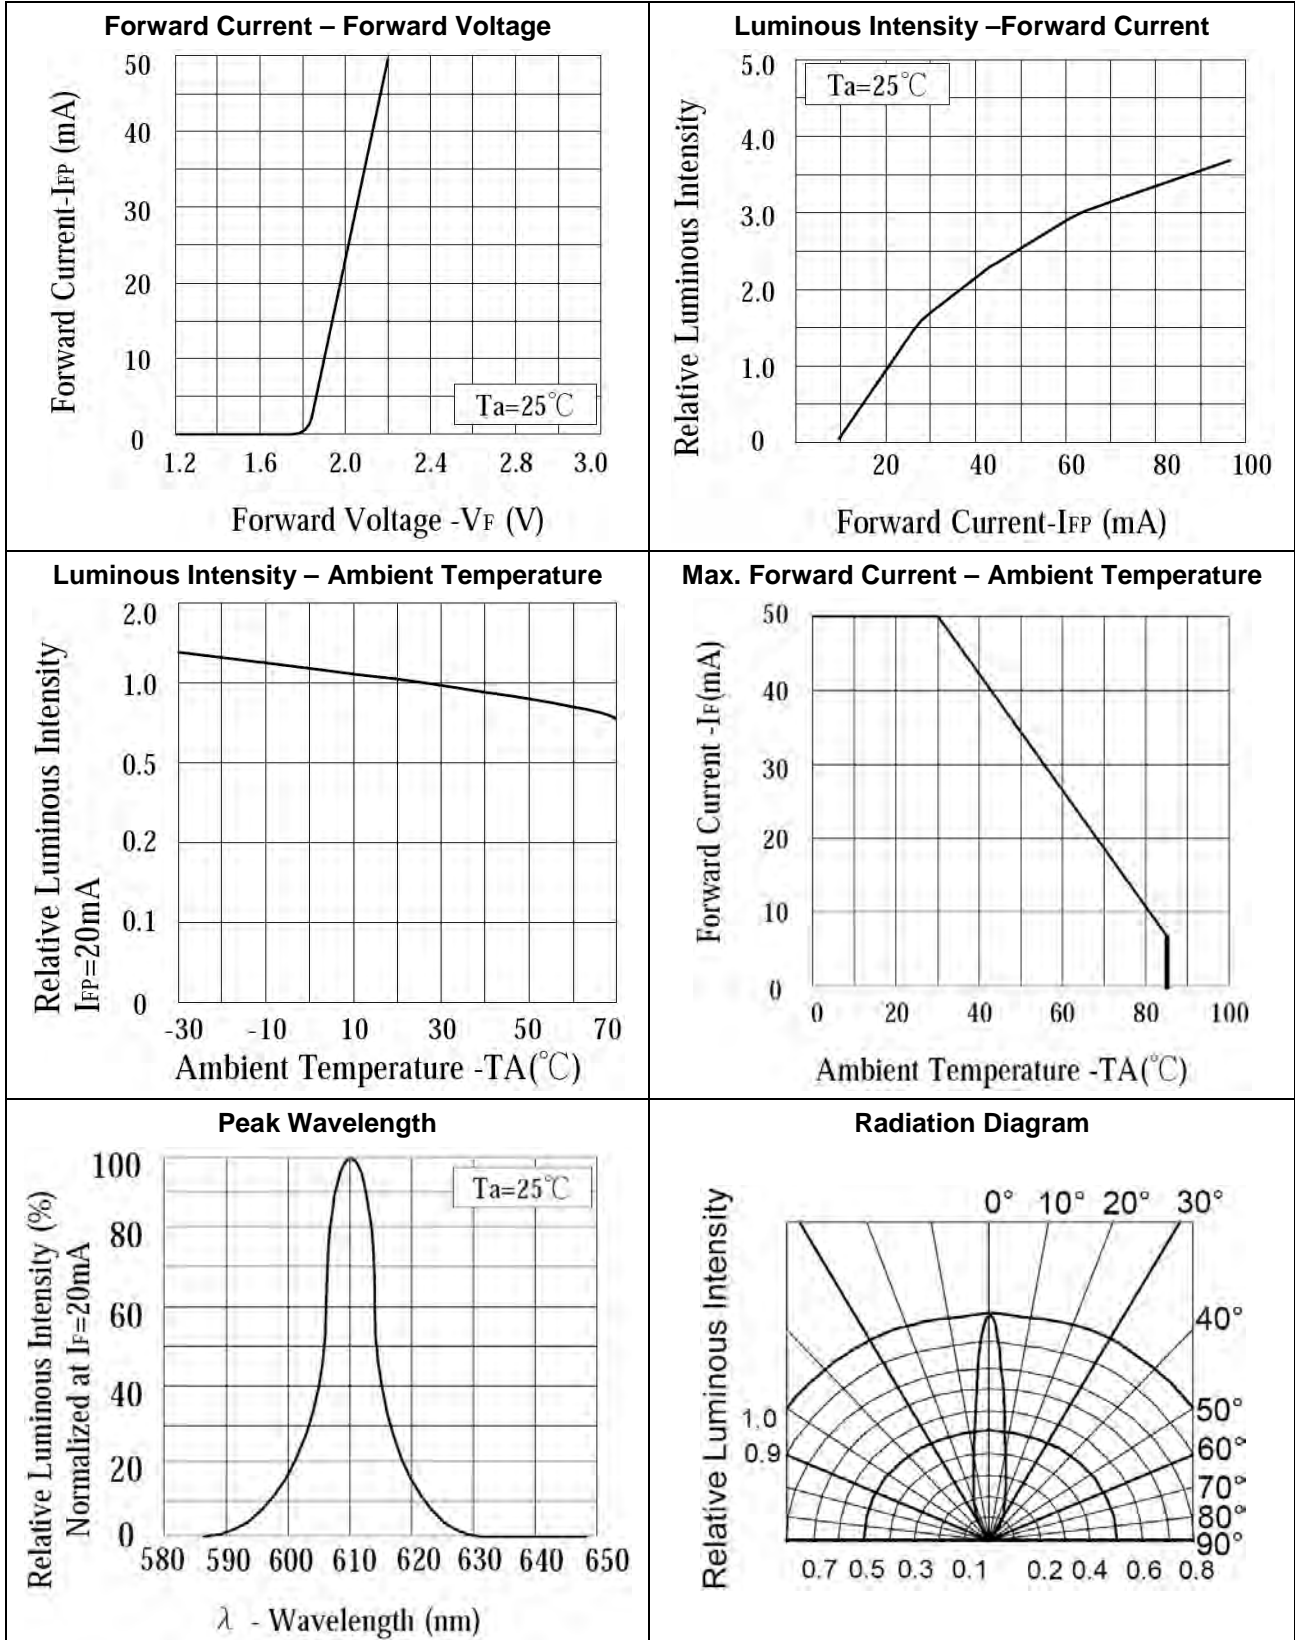 Forward Current – Forward Voltage
50
40
30
20
10
0
Forward Current-IFP (mA)
Ta=25℃
1.2 1.6 2.0 2.4 2.8 3.0
Forward Voltage -VF (V)
Luminous Intensity –Forward Current
5.0
4.0
3.0
2.0
1.0
0
Relative Luminous Intensity
Ta=25℃
20 40 60 80 100
Forward Current-IFP (mA)
Luminous Intensity – Ambient Temperature
2.0
1.0
0.5
0.2
0.1
0
Relative Luminous Intensity
IFP=20mA
-30 -10 10 30 50 70
Ambient Temperature -TA(℃)
Max. Forward Current – Ambient Temperature
50
40
30
20
10
0
Forward Current -IF(mA)
0 20 40 60 80 100
Ambient Temperature -TA(℃)
Peak Wavelength
100
80
60
40
20
0
Relative Luminous Intensity (%)
Normalized at IF=20mA
Ta=25℃
580 590 600 610 620 630 640 650
λ - Wavelength (nm)
Radiation Diagram
Relative Luminous Intensity
0° 10° 20° 30°
40°
50°
60°
70°
80°
90°
1.0
0.9
0.7 0.5 0.3 0.1 0.2 0.4 0.6 0.8